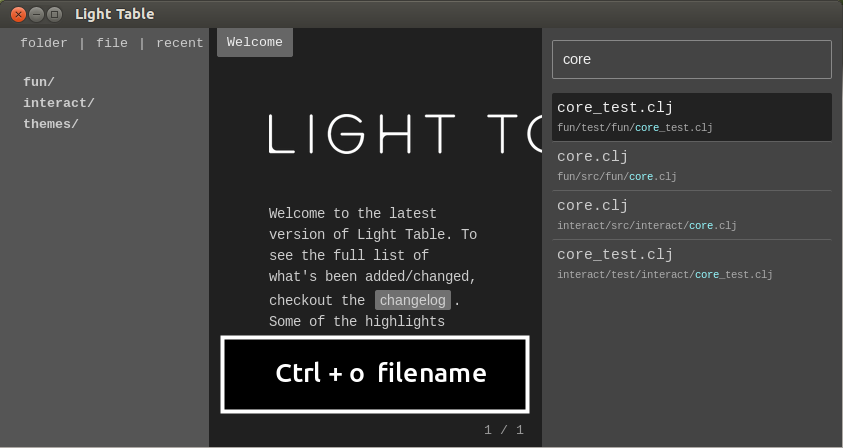 Light Table
folder | file | recent
fun/
interact/
themes/
Welcome
LIGHT TO
Welcome to the latest
version of Light Table. To
see the full list of
what's been added/changed,
checkout the changelog.
Some of the highlights
Ctrl + o filename
1 / 1
core
core_test.clj
fun/test/fun/core_test.clj
core.clj
fun/src/fun/core.clj
core.clj
interact/src/interact/core.clj
core_test.clj
interact/test/interact/core_test.clj